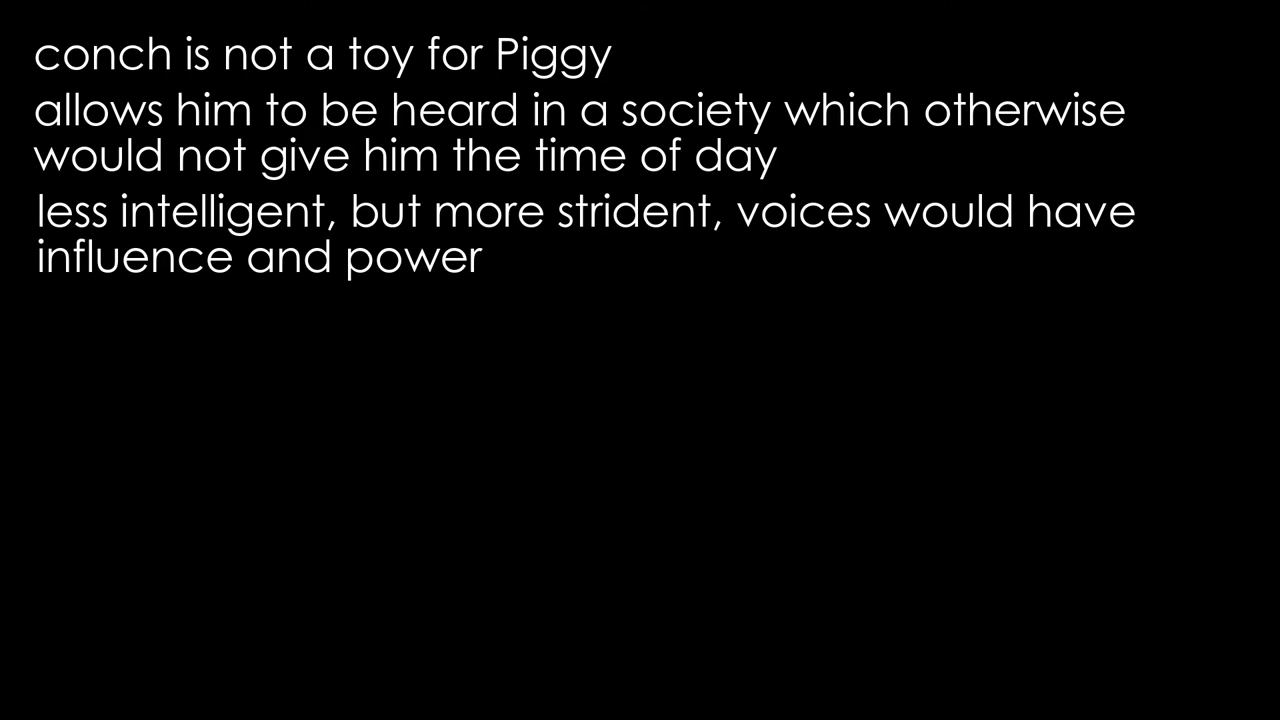 conch is not a toy for Piggy
allows him to be heard in a society which otherwise
would not give him the time of day
less intelligent, but more strident, voices would have
influence and power